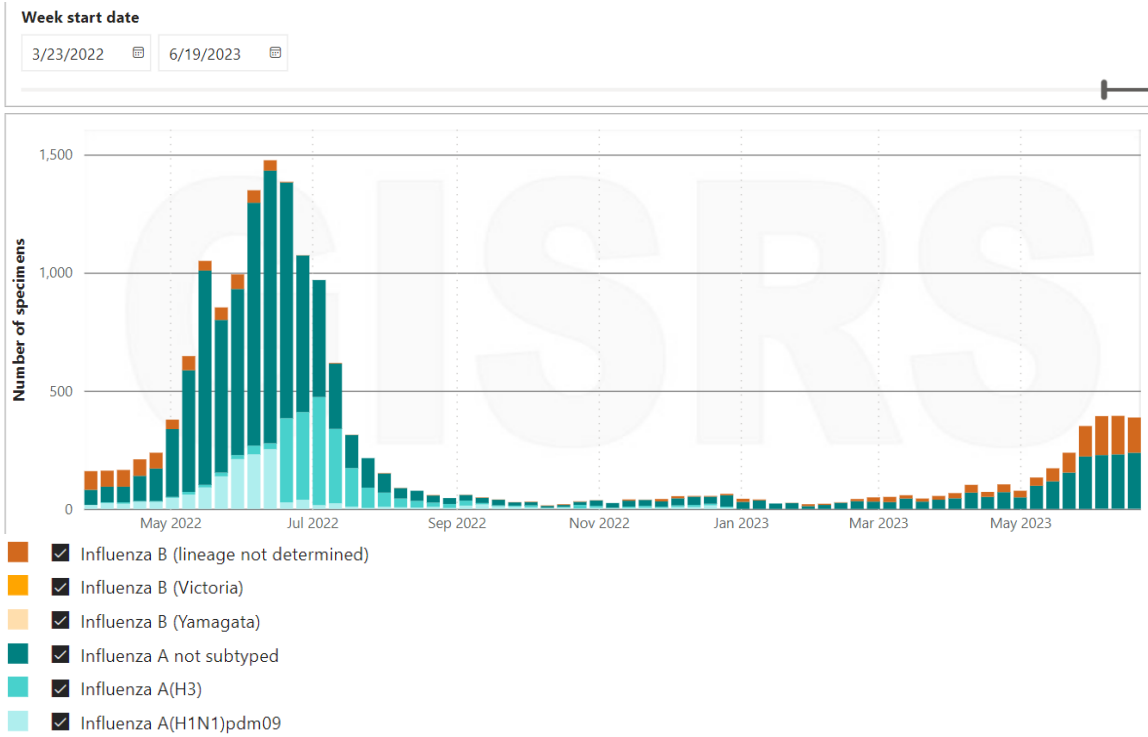 Week start date
3/23/2022 6/19/2023
GISRS
Number of specimens
1,500
1,000
500
0
May 2022 Jul 2022 Sep 2022 Nov 2022 Jan 2023 Mar 2023 May 2023
Influenza B (lineage not determined)
Influenza B (Victoria)
Influenza B (Yamagata)
Influenza A not subtyped
Influenza A(H3)
Influenza A(H1N1)pdm09